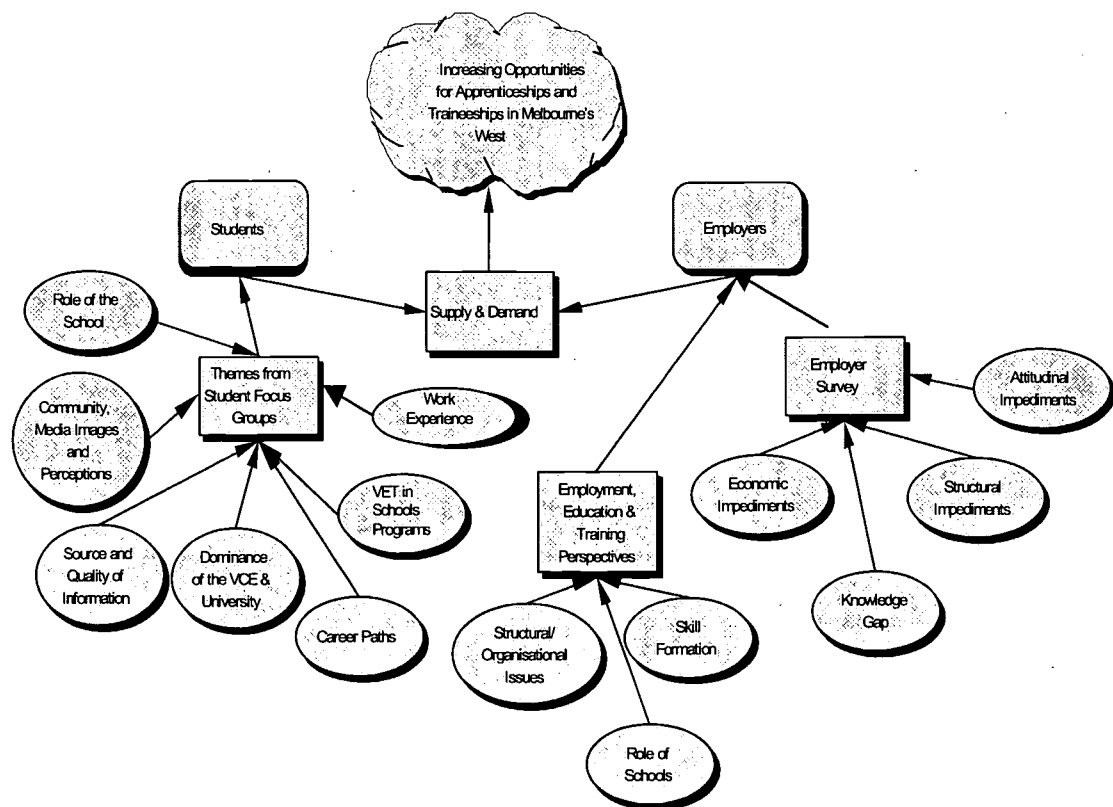 Increasing Opportunities
for Apprenticeships and
Traineeships in Melbourne's
West
Students
Employers
Supply & Demand
Role of the
School
Themes from
Student Focus
Groups
Employer
Survey
Attitudinal
Impediments
Community,
Media Images
and
Perceptions
Work
Experience
VET in
Schools
Programs
Employment,
Education &
Training
Perspectives
Economic
Impediments
Structural
Impediments
Source and
Quality of
Information
Dominance
of the VCE &
University
Career Paths
Structural/
Organisational
Issues
Skill
Formation
Knowledge
Gap
Role of
Schools